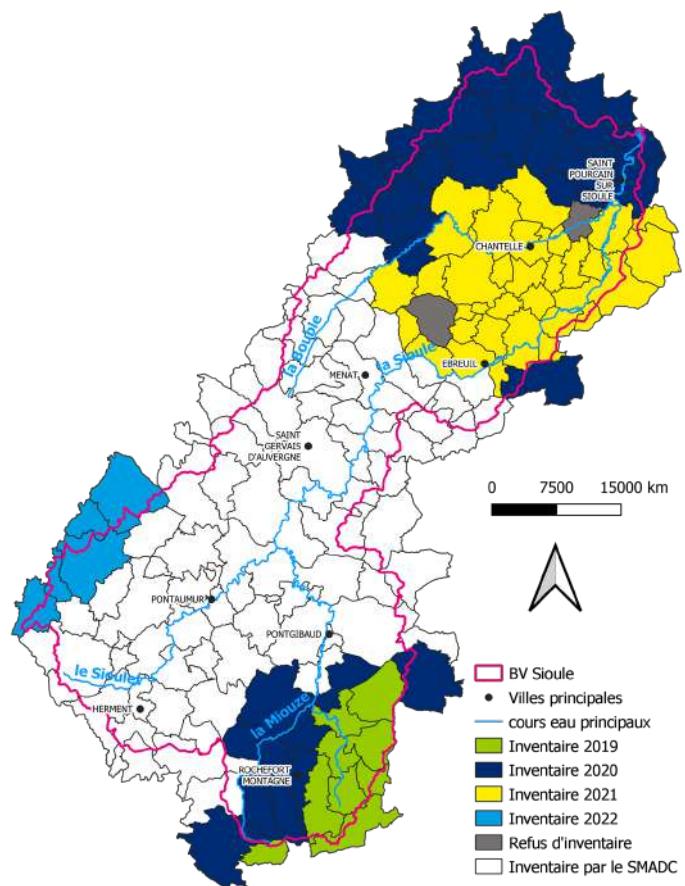 SAINT
POURCAIN
SUR
SIOULE
CHANTELLE
la Bouble
la Sioule
MENAT
EBREUIL
SAINT
GERVAIS
D'AUVERGNE
0 7500 15000 km
PONTAUMUR
PONTGIBAUD
le Sioulet
HERMENT
la Miouze
ROCHEFORT
MONTAGNE
BV Sioule
Villes principales
cours eau principaux
Inventaire 2019
Inventaire 2020
Inventaire 2021
Inventaire 2022
Refus d'inventaire
Inventaire par le SMADC